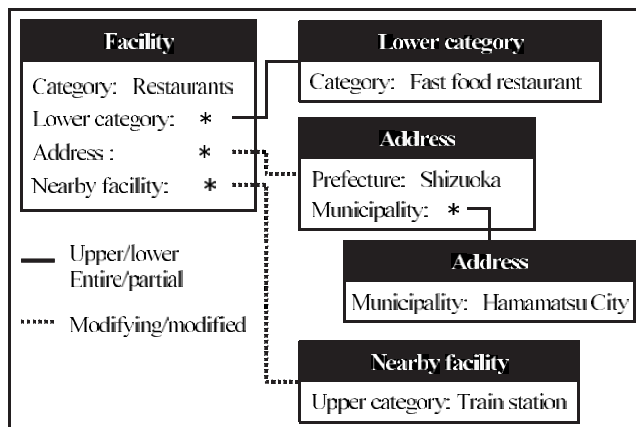 Facility
Category: Restaurants
Lower category: *
Address : *
Nearby facility: *
Lower category
Category: Fast food restaurant
Address
Prefecture: Shizuoka
Municipality: *
Address
Municipality: Hamamatsu City
Nearby facility
Upper category: Train station
Upper/lower
Entire/partial
Modifying/modified